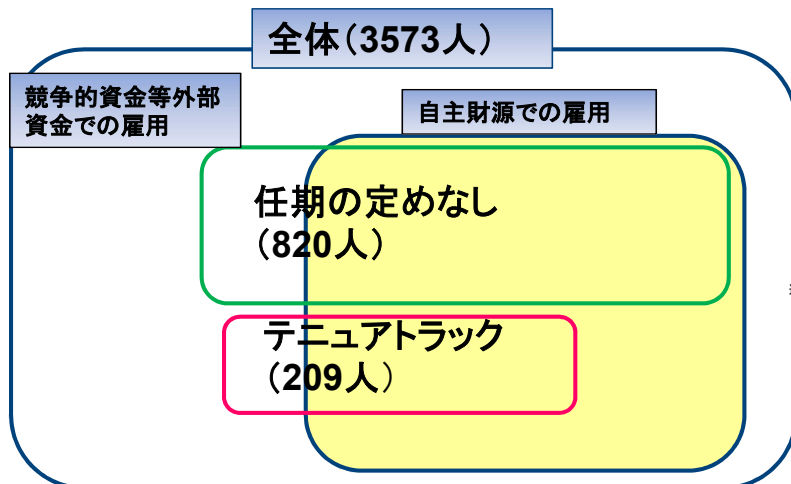 全体（3573人）
競争的資金等外部
資金での雇用
自主財源での雇用
任期の定めなし
（820人）
テニュアトラック
（209人）